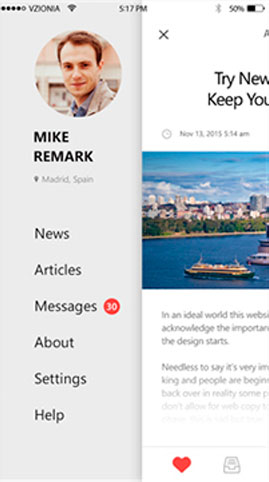 VZIONIA 5:17 PM 50%
MIKE
REMARK
Madrid, Spain
News
Articles
Messages 30
About
Settings
Help
A
Try New
Keep You
Nov 13, 2015 5:14 am
In an ideal world this websi
acknowledge the importan
the design starts.
Needless to say it's very im
king and people are beginn
back over in reality some p
don't allow for web copy to